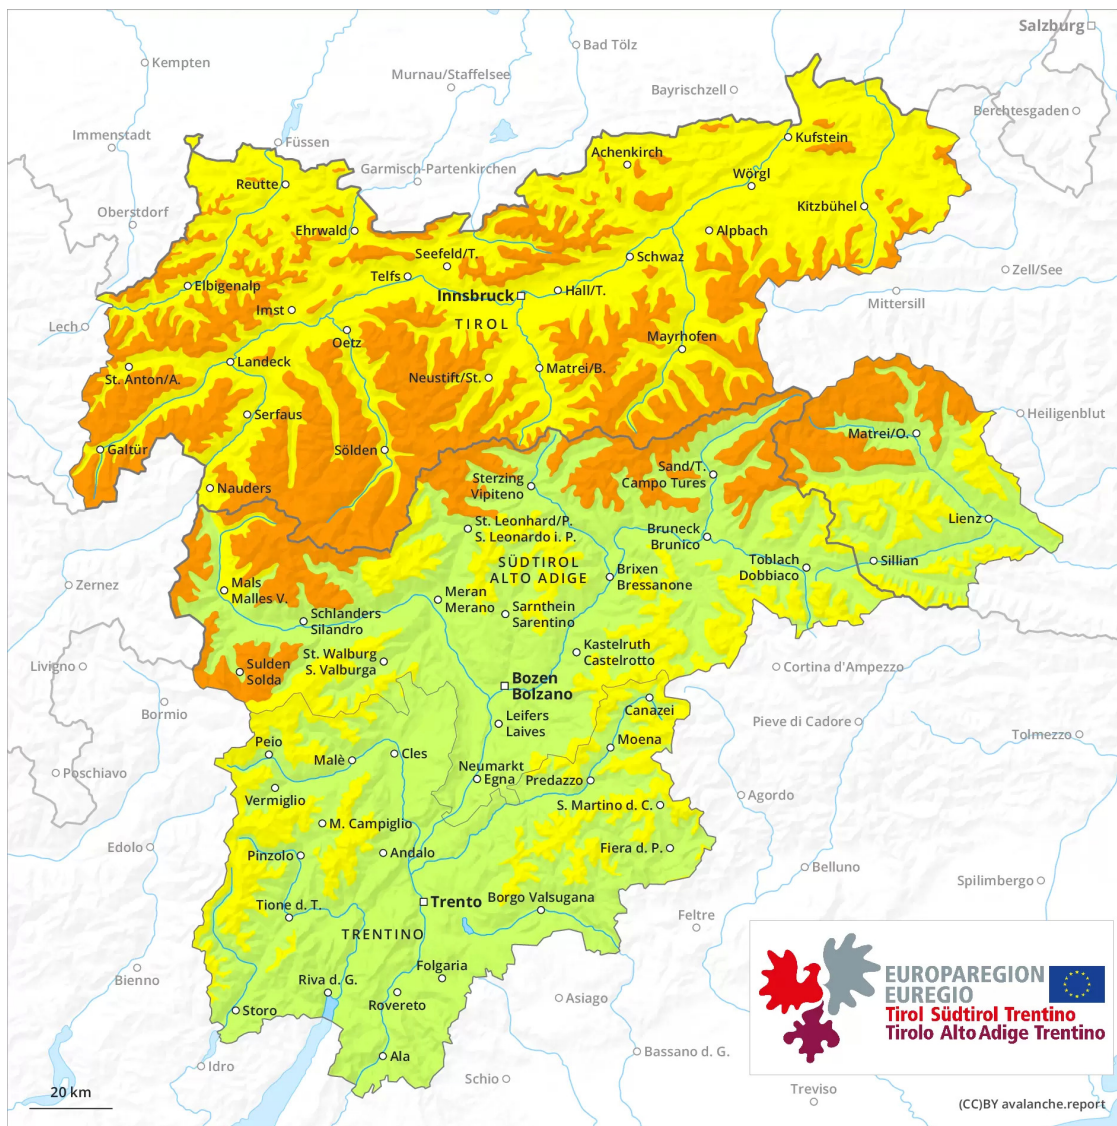 Salzburg
Bad Tölz
Kempten
Murnau/Staffelsee
Bayrischzell
Berchtesgaden
Immenstadt
Füssen
Kufstein
Achenkirch
Garmisch-Partenkirchen
Wörgl
Reutte
Oberstdorf
Kitzbühel
Ehrwald
Alpbach
Seefeld/T.
Schwaz
Telfs
Zell/See
Elbigenalp
Innsbruck
Hall/T.
Mittersill
Imst
TIROL
Lech
Oetz
Mayrhofen
Landeck
Matrei/B.
St. Anton/A.
Neustift/St.
Serfaus
Heiligenblut
Matrei/O.
Galtür
Sölden
Sand/T.
Campo Tures
Sterzing
Vipiteno
Nauders
Lienz
St. Leonhard/P.
S. Leonardo i. P.
Bruneck
Brunico
SÜDTIROL
ALTO ADIGE
Toblach
Dobbiaco
Sillian
Brixen
Bressanone
Zernez
Mals
Malles V.
Meran
Merano
Sarnthein
Sarentino
Schlanders
Silandro
Kastelruth
Castelrotto
St. Walburg
S. Valburga
Livigno
Sulden
Solda
Cortina d'Ampezzo
Bozen
Bolzano
Bormio
Canazei
Leifers
Laives
Pieve di Cadore
Moena
Tolmezzo
Peio
Cles
Malè
Neumarkt
Egna
Poschiavo
Predazzo
Vermiglio
Agordo
S. Martino d. C.
M. Campiglio
Edolo
Fiera d. P.
Andalo
Pinzolo
Belluno
Spilimbergo
Trento
Borgo Valsugana
Tione d. T.
Feltre
TRENTINO
Folgaria
Bienno
Riva d. G.
Rovereto
Asiago
Storo
EUROPAREGION
EUREGIO
Tirol Südtirol Trentino
Tirolo Alto Adige Trentino
Bassano d. G.
Ala
Idro
Schio
Treviso
20 km
(CC)BY avalanche.report